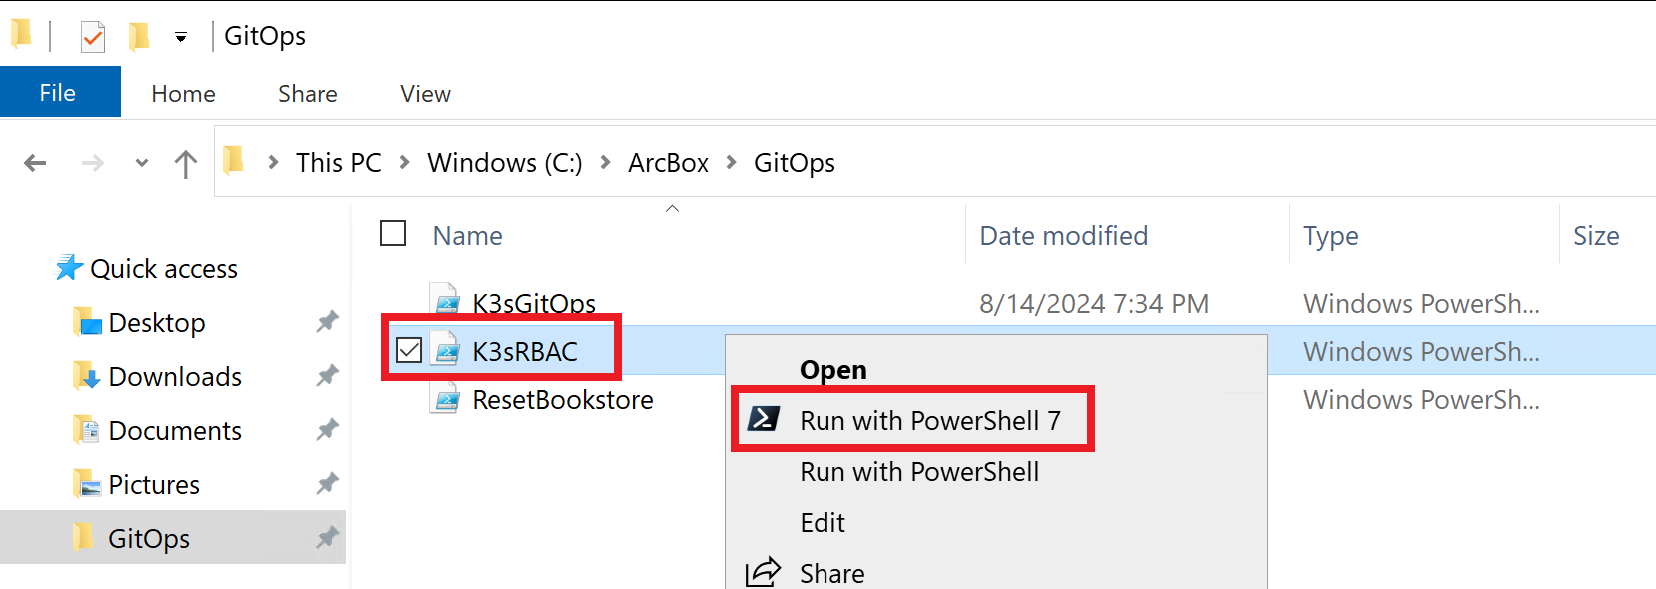 GitOps
File Home Share View
This PC Windows (C:) ArcBox GitOps
Name Date modified Type Size
Quick access
Desktop
Downloads
Documents
Pictures
GitOps
K3sGitOps 8/14/2024 7:34 PM Windows PowerSh...
K3sRBAC Windows PowerSh...
ResetBookstore Windows PowerSh...
Open
Run with PowerShell 7
Run with PowerShell
Edit
Share